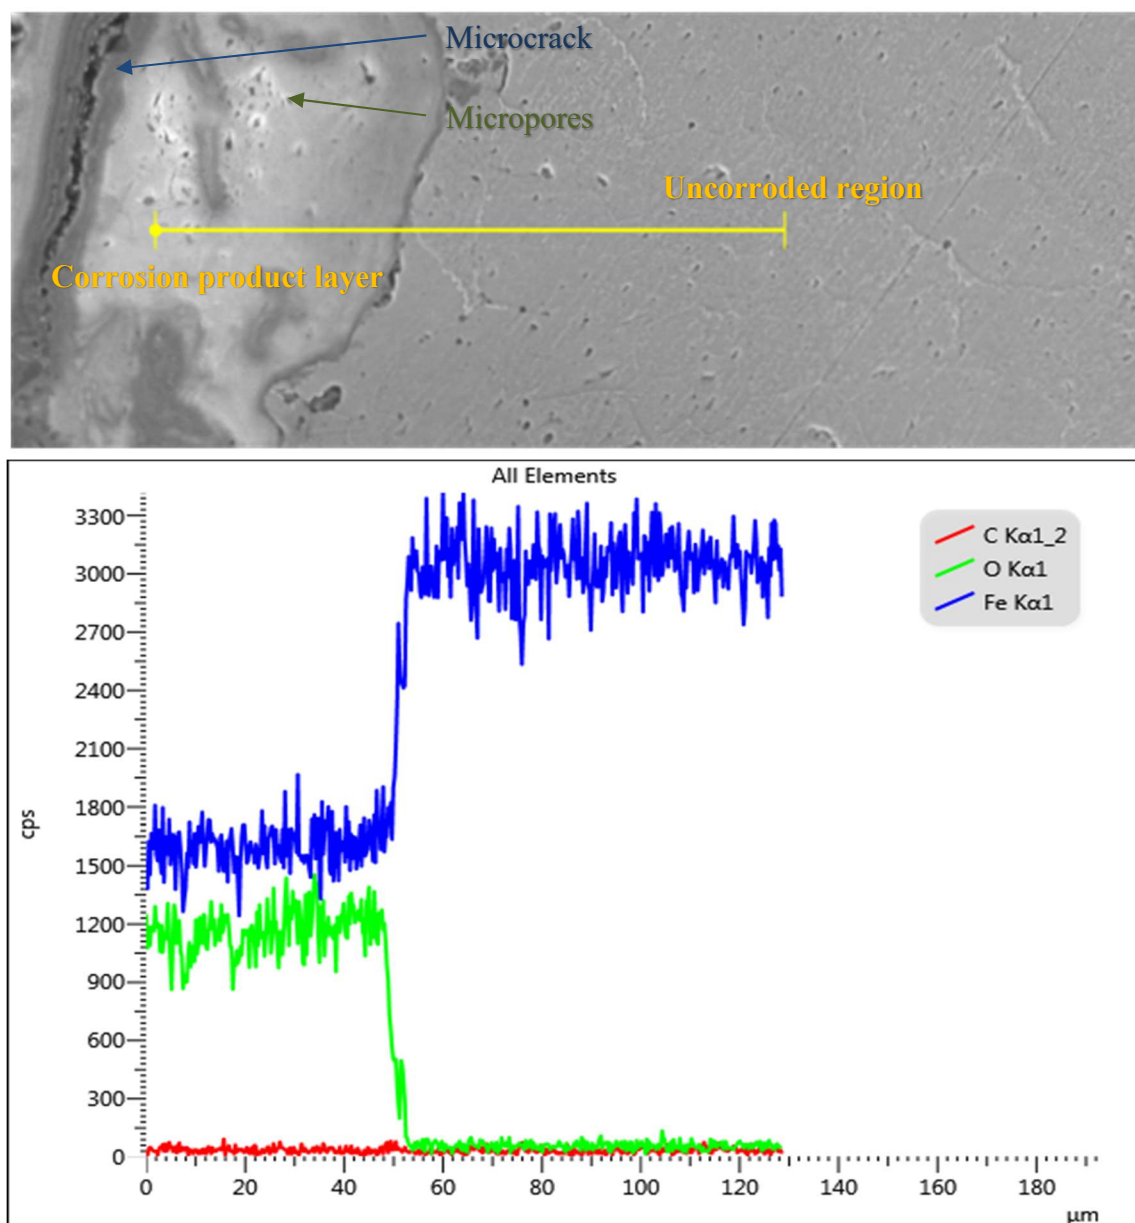 Microcrack
Micropores
Uncorroded region
Corrosion product layer
All Elements
3300
3000
2700
2400
2100
1800
1500
1200
900
600
300
0
cps
C Kα1_2
O Kα1
Fe Kα1
0 20 40 60 80 100 120 140 160 180
µm